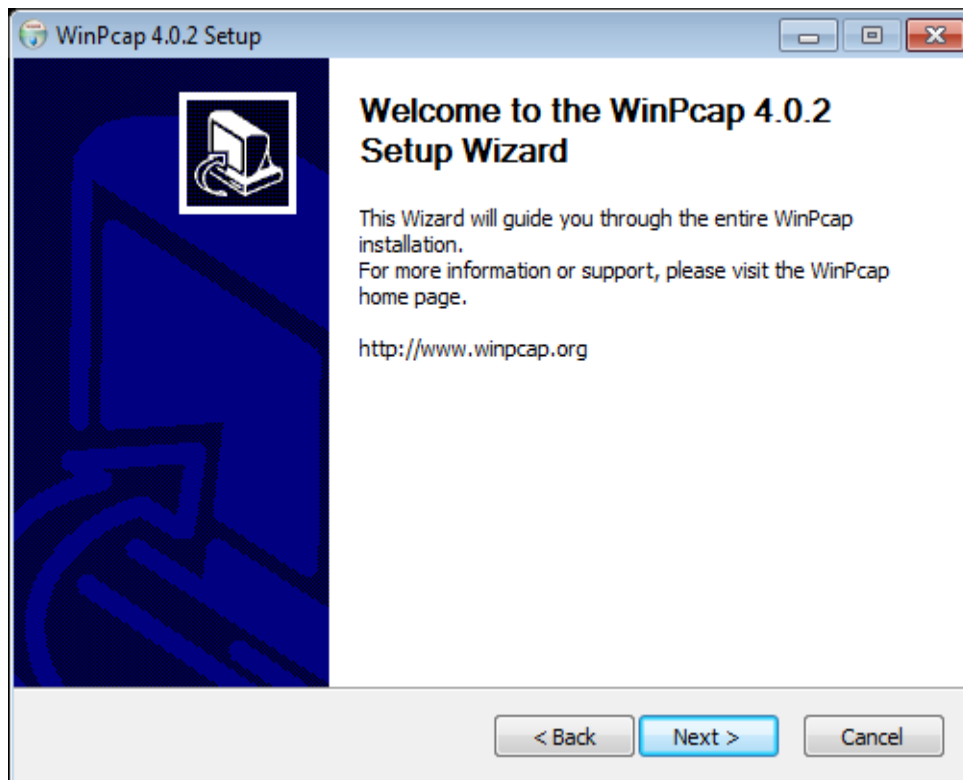 WinPcap 4.0.2 Setup
Welcome to the WinPcap 4.0.2
Setup Wizard
This Wizard will guide you through the entire WinPcap
installation.
For more information or support, please visit the WinPcap
home page.
http://www.winpcap.org
< Back
Next >
Cancel